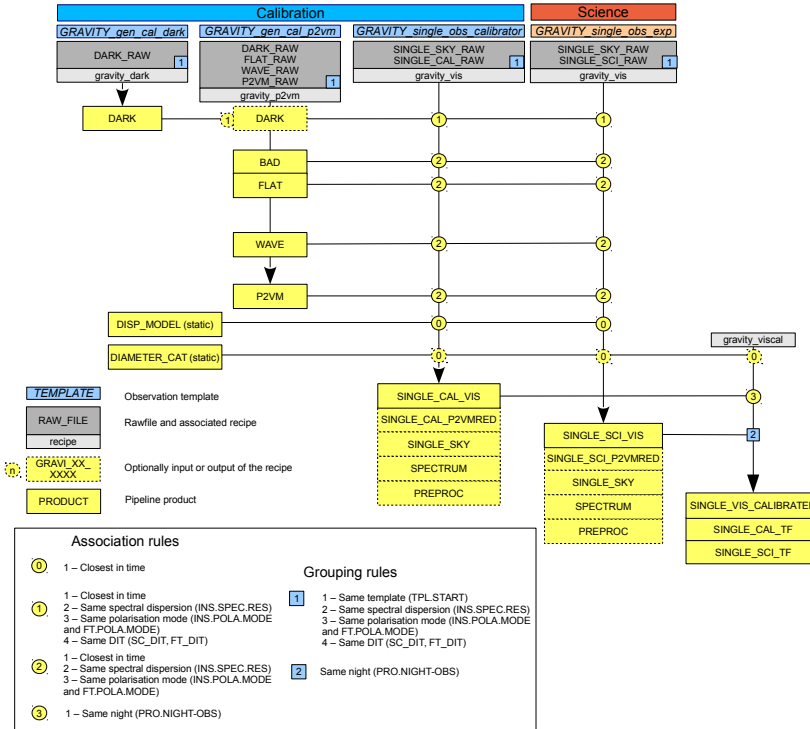 Calibration
Science
GRAVITY_gen_cal_dark
GRAVITY_gen_cal_p2vm
GRAVITY_single_obs_calibrator
GRAVITY_single_obs_exp
DARK_RAW
1
gravity_dark
DARK_RAW
FLAT_RAW
WAVE_RAW
P2VM_RAW
1
gravity_p2vm
SINGLE_SKY_RAW
SINGLE_CAL_RAW
1
gravity_vis
SINGLE_SKY_RAW
SINGLE_SCI_RAW
1
gravity_vis
DARK
1
DARK
1
1
BAD
2
2
FLAT
2
2
WAVE
2
2
P2VM
2
2
DISP_MODEL (static)
0
0
gravity_viscal
DIAMETER_CAT (static)
0
0
0
SINGLE_CAL_VIS
3
SINGLE_CAL_P2VMRED
SINGLE_SKY
SPECTRUM
PREPROC
SINGLE_SCI_VIS
2
SINGLE_SCI_P2VMRED
SINGLE_SKY
SPECTRUM
PREPROC
SINGLE_VIS_CALIBRATED
SINGLE_CAL_TF
SINGLE_SCI_TF
TEMPLATE
Observation template
RAW_FILE
recipe
Rawfile and associated recipe
n
GRAVI_XX_
XXXX
Optionally input or output of the recipe
PRODUCT
Pipeline product
Association rules
0
1 – Closest in time
1
1 – Closest in time
2 – Same spectral dispersion (INS.SPEC.RES)
3 – Same polarisation mode (INS.POLA.MODE
and FT.POLA.MODE)
4 – Same DIT (SC_DIT, FT_DIT)
2
1 – Closest in time
2 – Same spectral dispersion (INS.SPEC.RES)
3 – Same polarisation mode (INS.POLA.MODE
and FT.POLA.MODE)
3
1 – Same night (PRO.NIGHT-OBS)
Grouping rules
1
1 – Same template (TPL.START)
2 – Same spectral dispersion (INS.SPEC.RES)
3 – Same polarisation mode (INS.POLA.MODE
and FT.POLA.MODE)
4 – Same DIT (SC_DIT, FT_DIT)
2
Same night (PRO.NIGHT-OBS)